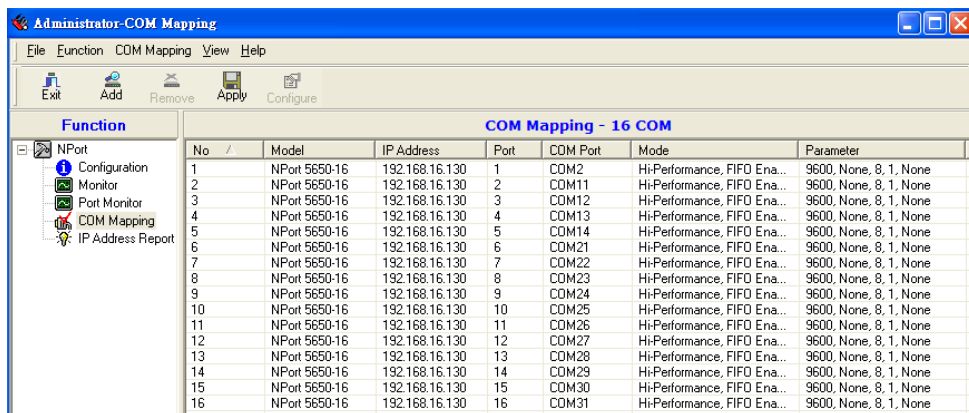 Administrator-COM Mapping
File Function COM Mapping View Help
Exit Add Remove Apply Configure
Function
COM Mapping - 16 COM
NPort
Configuration
Monitor
Port Monitor
COM Mapping
IP Address Report
No Model IP Address Port COM Port Mode Parameter
1 NPort 5650-16 192.168.16.130 1 COM2 Hi-Performance, FIFO Ena... 9600, None, 8, 1, None
2 NPort 5650-16 192.168.16.130 2 COM11 Hi-Performance, FIFO Ena... 9600, None, 8, 1, None
3 NPort 5650-16 192.168.16.130 3 COM12 Hi-Performance, FIFO Ena... 9600, None, 8, 1, None
4 NPort 5650-16 192.168.16.130 4 COM13 Hi-Performance, FIFO Ena... 9600, None, 8, 1, None
5 NPort 5650-16 192.168.16.130 5 COM14 Hi-Performance, FIFO Ena... 9600, None, 8, 1, None
6 NPort 5650-16 192.168.16.130 6 COM21 Hi-Performance, FIFO Ena... 9600, None, 8, 1, None
7 NPort 5650-16 192.168.16.130 7 COM22 Hi-Performance, FIFO Ena... 9600, None, 8, 1, None
8 NPort 5650-16 192.168.16.130 8 COM23 Hi-Performance, FIFO Ena... 9600, None, 8, 1, None
9 NPort 5650-16 192.168.16.130 9 COM24 Hi-Performance, FIFO Ena... 9600, None, 8, 1, None
10 NPort 5650-16 192.168.16.130 10 COM25 Hi-Performance, FIFO Ena... 9600, None, 8, 1, None
11 NPort 5650-16 192.168.16.130 11 COM26 Hi-Performance, FIFO Ena... 9600, None, 8, 1, None
12 NPort 5650-16 192.168.16.130 12 COM27 Hi-Performance, FIFO Ena... 9600, None, 8, 1, None
13 NPort 5650-16 192.168.16.130 13 COM28 Hi-Performance, FIFO Ena... 9600, None, 8, 1, None
14 NPort 5650-16 192.168.16.130 14 COM29 Hi-Performance, FIFO Ena... 9600, None, 8, 1, None
15 NPort 5650-16 192.168.16.130 15 COM30 Hi-Performance, FIFO Ena... 9600, None, 8, 1, None
16 NPort 5650-16 192.168.16.130 16 COM31 Hi-Performance, FIFO Ena... 9600, None, 8, 1, None